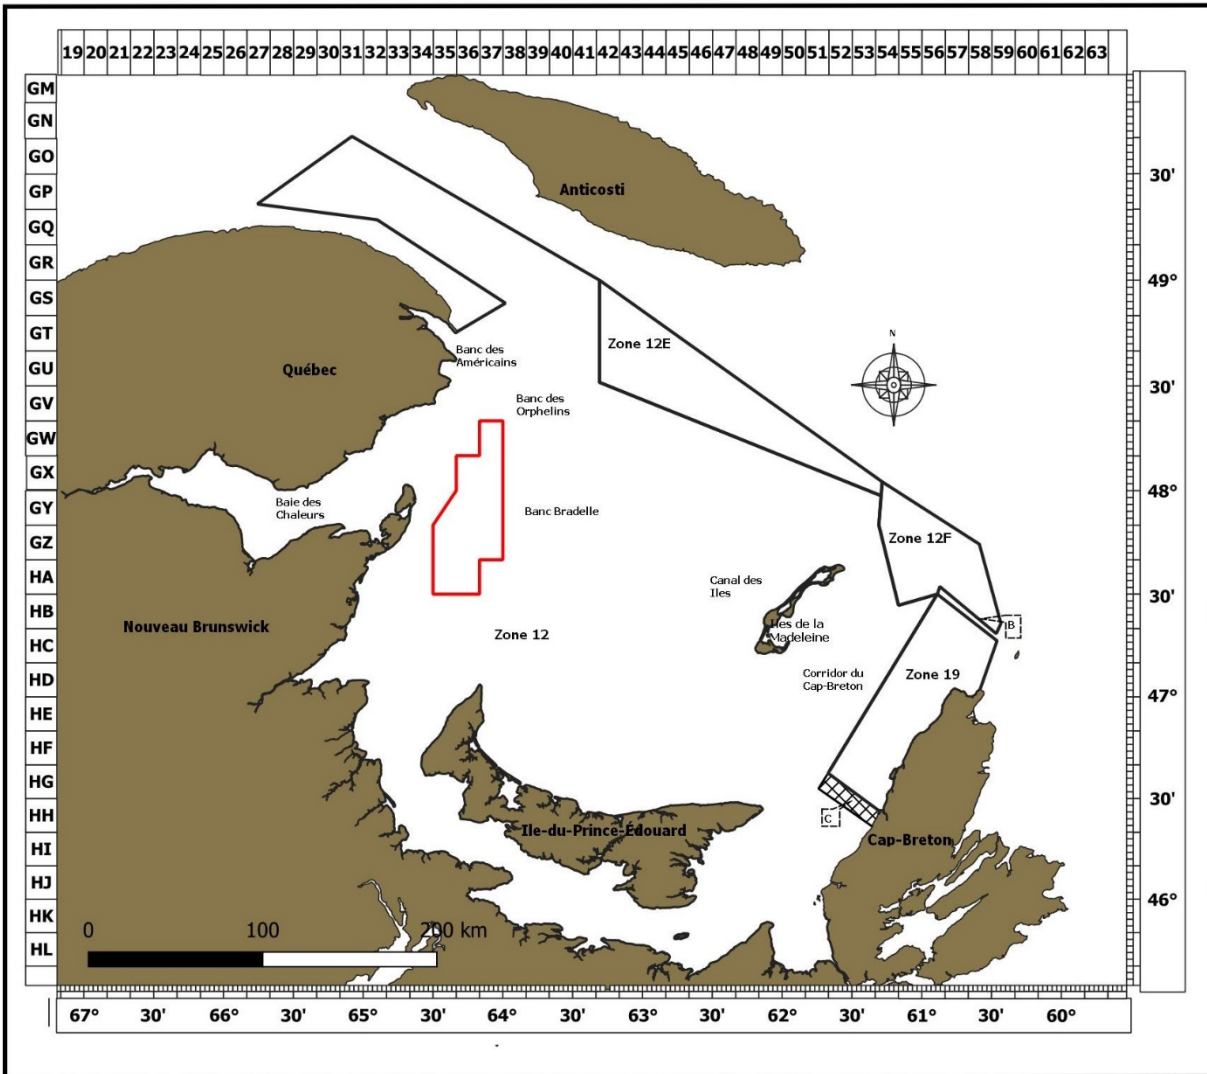 19 20 21 22 23 24 25 26 27 28 29 30 31 32 33 34 35 36 37 38 39 40 41 42 43 44 45 46 47 48 49 50 51 52 53 54 55 56 57 58 59 60 61 62 63
GM
GN
GO
GP
GQ
GR
GS
GT
GU
GV
GW
GX
GY
GZ
HA
HB
HC
HD
HE
HF
HG
HH
HI
HJ
HK
HL
30'
49°
30'
48°
30'
47°
30'
46°
Anticosti
Zone 12E
N
Banc des
Américains
Québec
Banc des
Orphelins
Baie des
Chaleurs
Banc Bradelle
Zone 12F
Canal des
Iles
B
Nouveau Brunswick
Zone 12
Iles de la
Madeleine
Corridor du
Cap-Breton
Zone 19
C
Ile-du-Prince-Édouard
Cap-Breton
0 100 200 km
67° 30' 66° 30' 65° 30' 64° 30' 63° 30' 62° 30' 61° 30' 60°